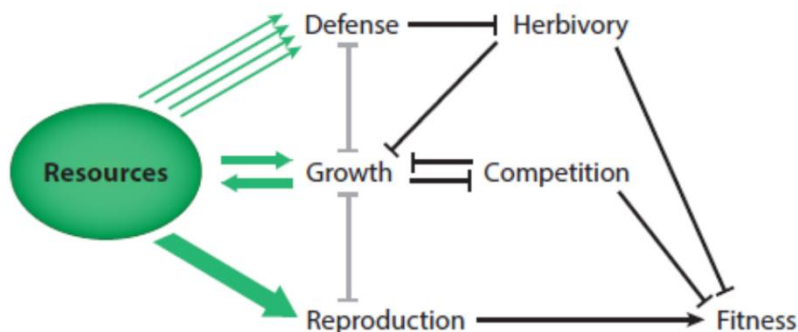 Defense Herbivory
Resources Growth Competition
Reproduction Fitness